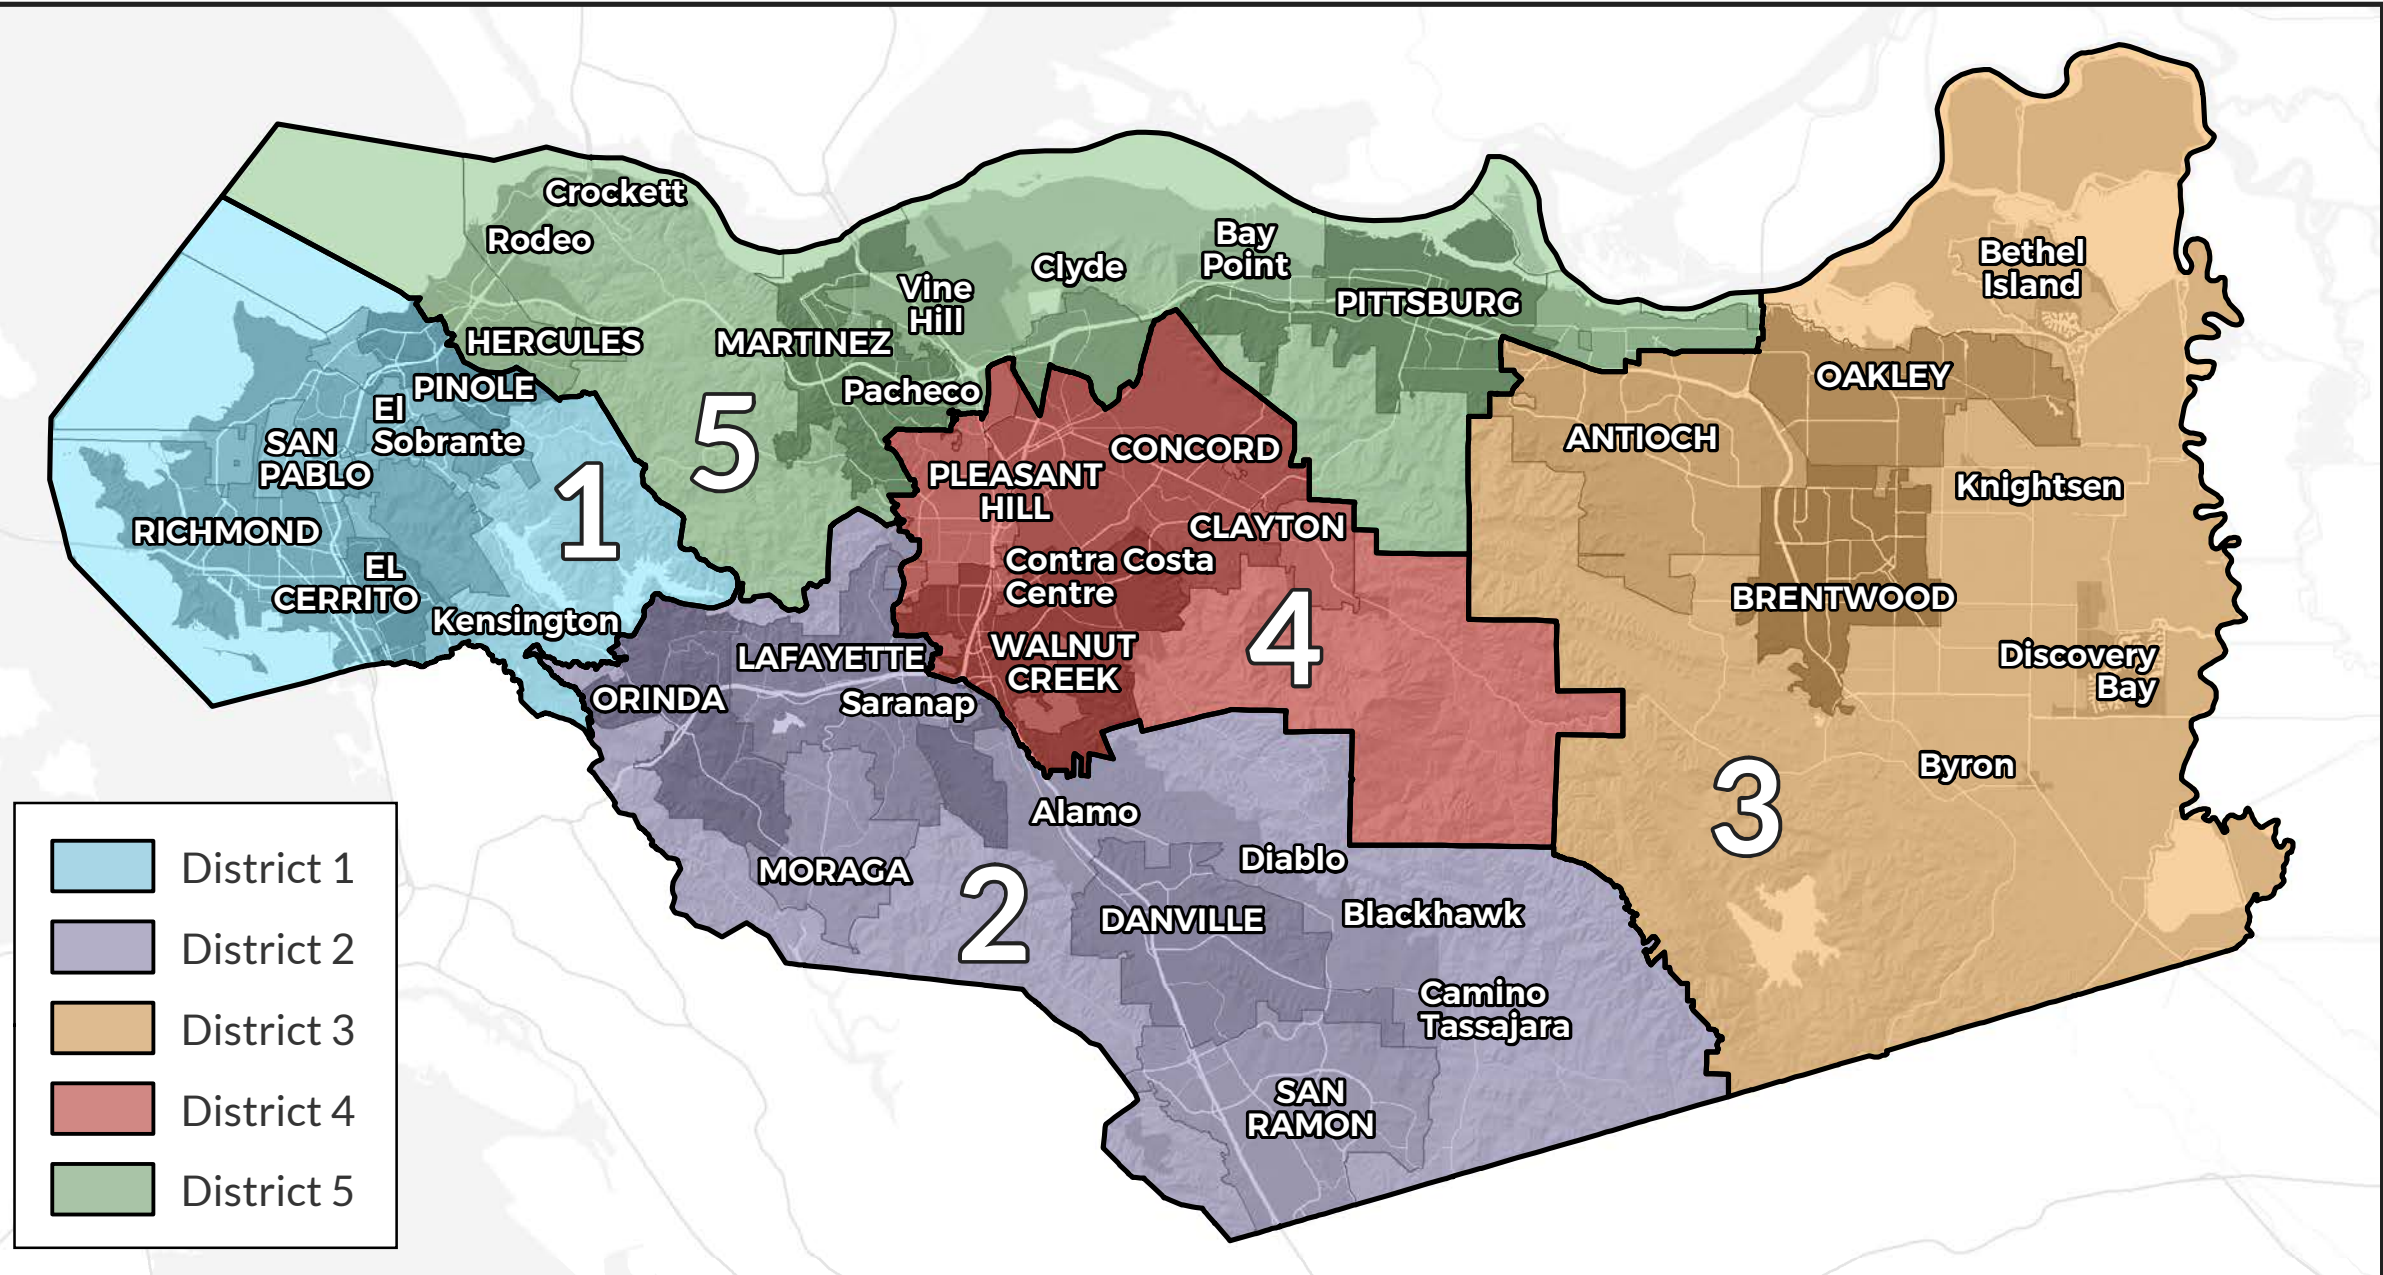 Crockett
Rodeo
Bay
Point
Clyde
Vine
Hill
Bethel
Island
PITTSBURG
HERCULES
MARTINEZ
Pacheco
PINOLE
El
Sobrante
SAN
PABLO
5
OAKLEY
ANTIOCH
CONCORD
PLEASANT
HILL
Knightsen
RICHMOND
1
CLAYTON
Contra Costa
Centre
EL
CERRITO
Kensington
4
BRENTWOOD
LAFAYETTE
WALNUT
CREEK
Discovery
Bay
ORINDA
Saranap
Byron
3
Alamo
Diablo
MORAGA
2
DANVILLE
Blackhawk
Camino
Tassajara
SAN
RAMON
District 1
District 2
District 3
District 4
District 5